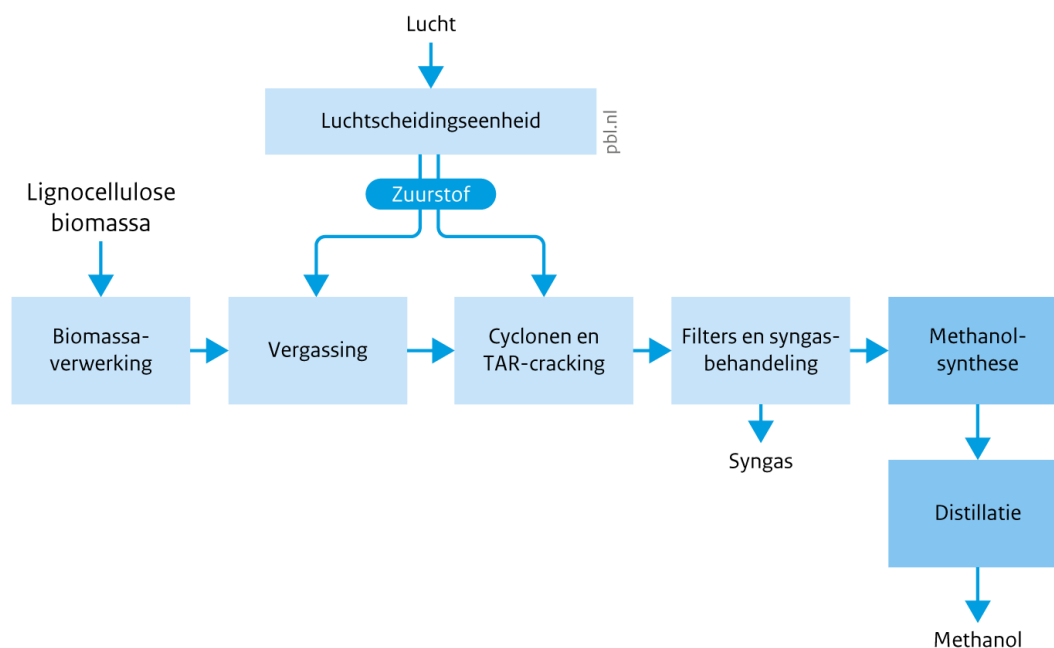 Lucht
Luchtscheidingseenheid
pbl.nl
Zuurstof
Lignocellulose
biomassa
Biomassa-
verwerking
Vergassing
Cyclonen en
TAR-cracking
Filters en syngas-
behandeling
Methanol-
synthese
Syngas
Distillatie
Methanol